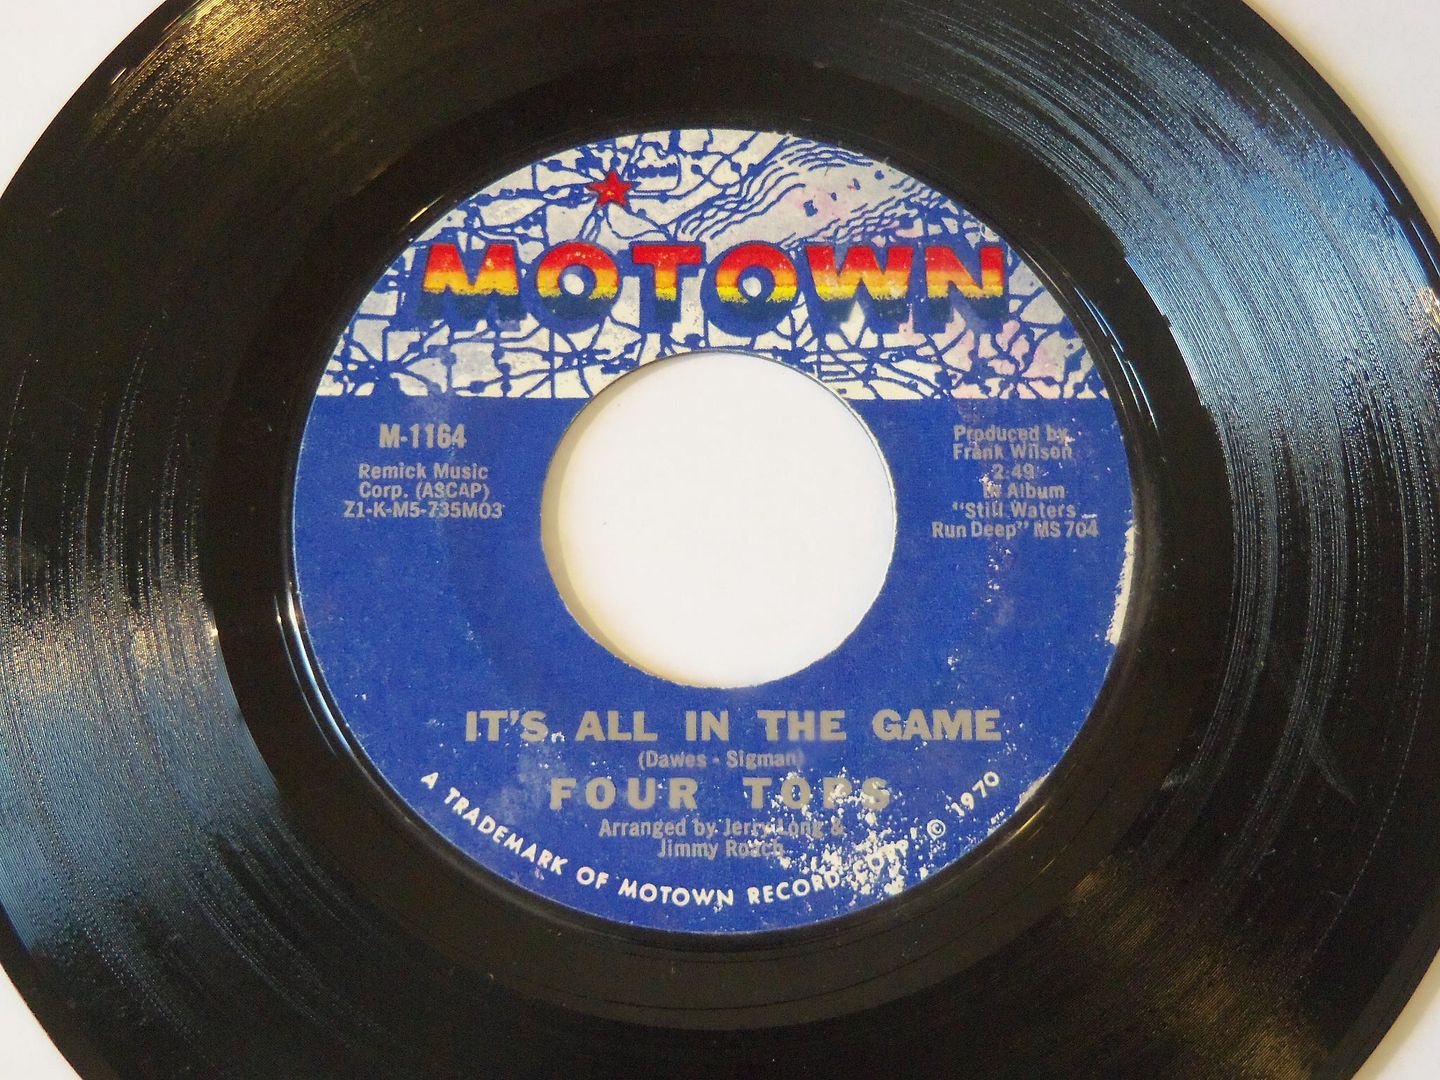 ERIE
MOTOWN
M-1164
Remick Music
Corp. (ASCAP)
Z1-K-M5-735M03
Produced by
Frank Wilson
2:49
In Album
"Still Waters
Run Deep" MS 704
IT'S ALL IN THE GAME
(Dawes - Sigman)
FOUR TOPS
Arranged by Jerry Long &
Jimmy Roach
A TRADEMARK OF MOTOWN RECORD CORP. © 1970